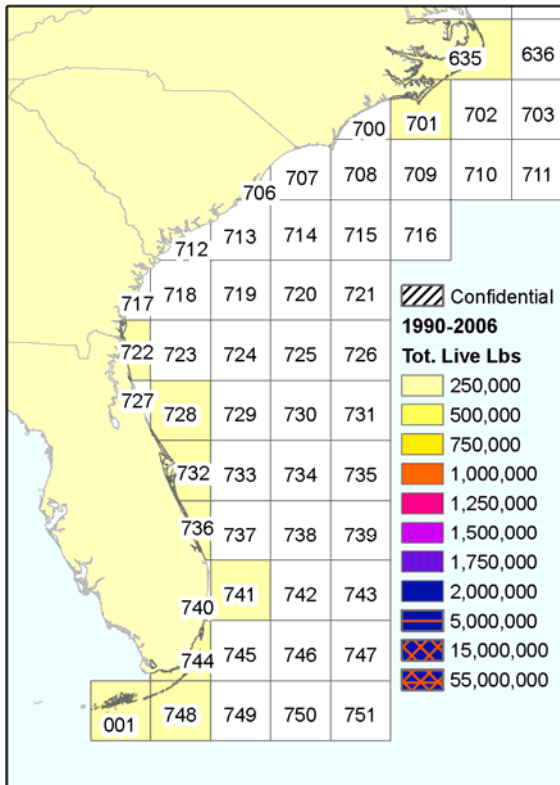 635 636
700 701 702 703
706 707 708 709 710 711
712 713 714 715 716
717 718 719 720 721
722 723 724 725 726
727 728 729 730 731
732 733 734 735
736 737 738 739
740 741 742 743
744 745 746 747
001 748 749 750 751
Confidential
1990-2006
Tot. Live Lbs
250,000
500,000
750,000
1,000,000
1,250,000
1,500,000
1,750,000
2,000,000
5,000,000
15,000,000
55,000,000